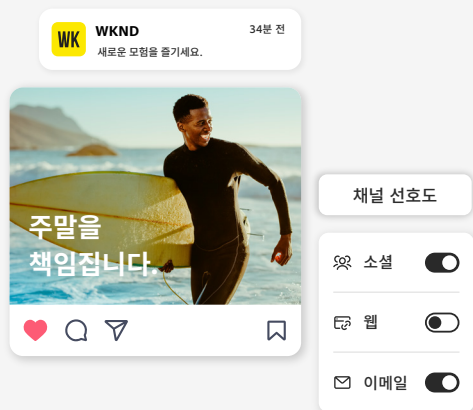 WK
WKND
34분 전
새로운 모험을 즐기세요.
주말을
책임집니다.
채널 선호도
소셜
웹
이메일